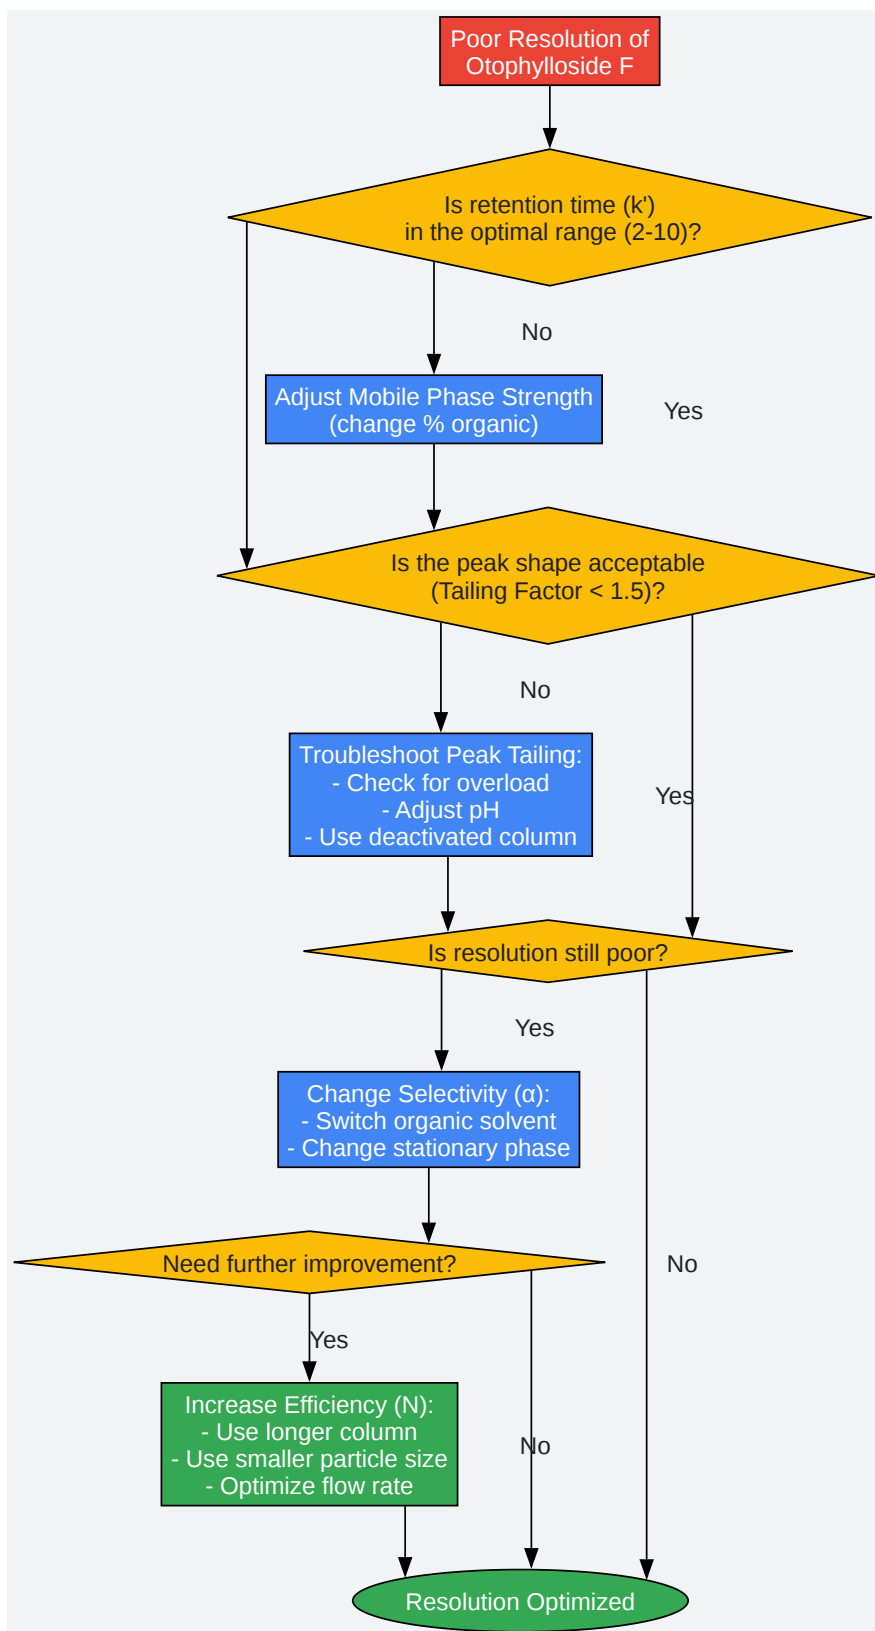 Poor Resolution of
Otophylloside F
Is retention time (k')
in the optimal range (2-10)?
No
Adjust Mobile Phase Strength
(change % organic)
Yes
Is the peak shape acceptable
(Tailing Factor < 1.5)?
No
Troubleshoot Peak Tailing:
- Check for overload
- Adjust pH
- Use deactivated column
Yes
Is resolution still poor?
Yes
Change Selectivity (α):
- Switch organic solvent
- Change stationary phase
Need further improvement?
No
Yes
Increase Efficiency (N):
- Use longer column
- Use smaller particle size
- Optimize flow rate
No
Resolution Optimized